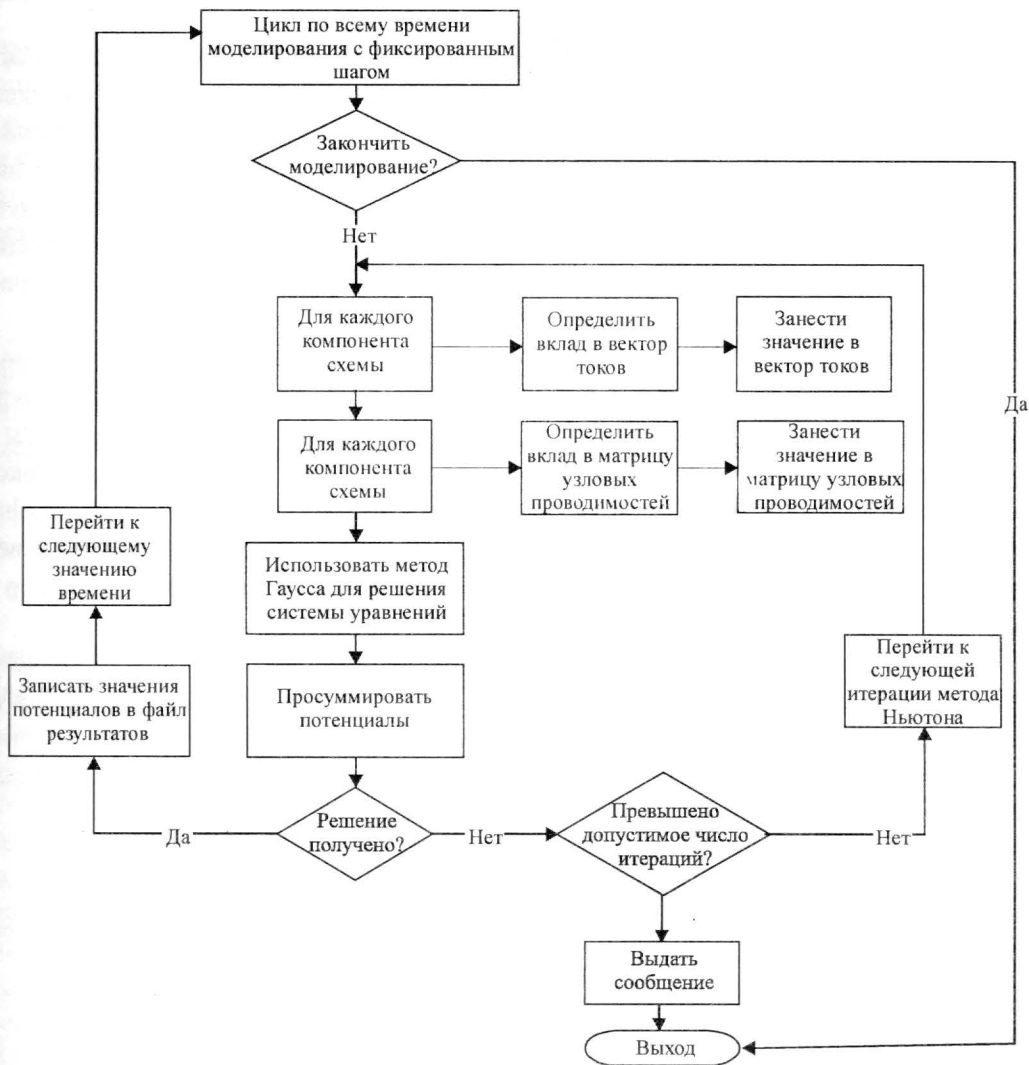 Цикл по всему времени
моделирования с фиксированным
шагом
Закончить
моделирование?
Нет
Да
Для каждого
компонента
схемы
Определить
вклад в вектор
токов
Занести
значение в
вектор токов
Для каждого
компонента
схемы
Определить
вклад в матрицу
узловых
проводимостей
Занести
значение в
матрицу узловых
проводимостей
Использовать метод
Гаусса для решения
системы уравнений
Просуммировать
потенциалы
Решение
получено?
Да
Записать значения
потенциалов в файл
результатов
Перейти к
следующему
значению
времени
Нет
Превышено
допустимое число
итераций?
Нет
Перейти к
следующей
итерации метода
Ньютона
Выдать
сообщение
Выход